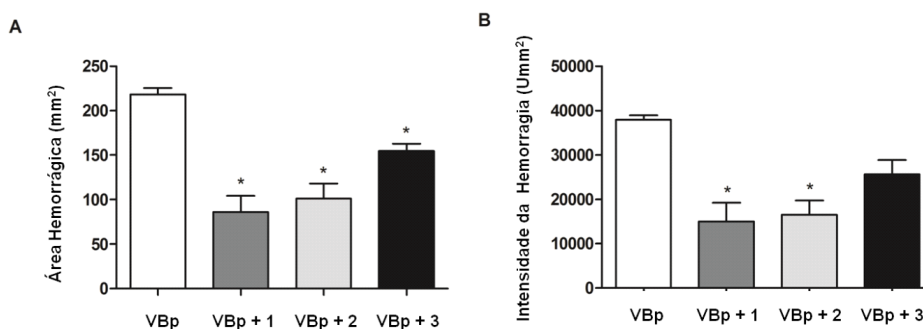 A
Área Hemorrágica (mm²)
250
200
150
100
50
0
*
*
*
VBp
VBp + 1
VBp + 2
VBp + 3
B
Intensidade da Hemorragia (Umm²)
50000
40000
30000
20000
10000
0
*
*
VBp
VBp + 1
VBp + 2
VBp + 3